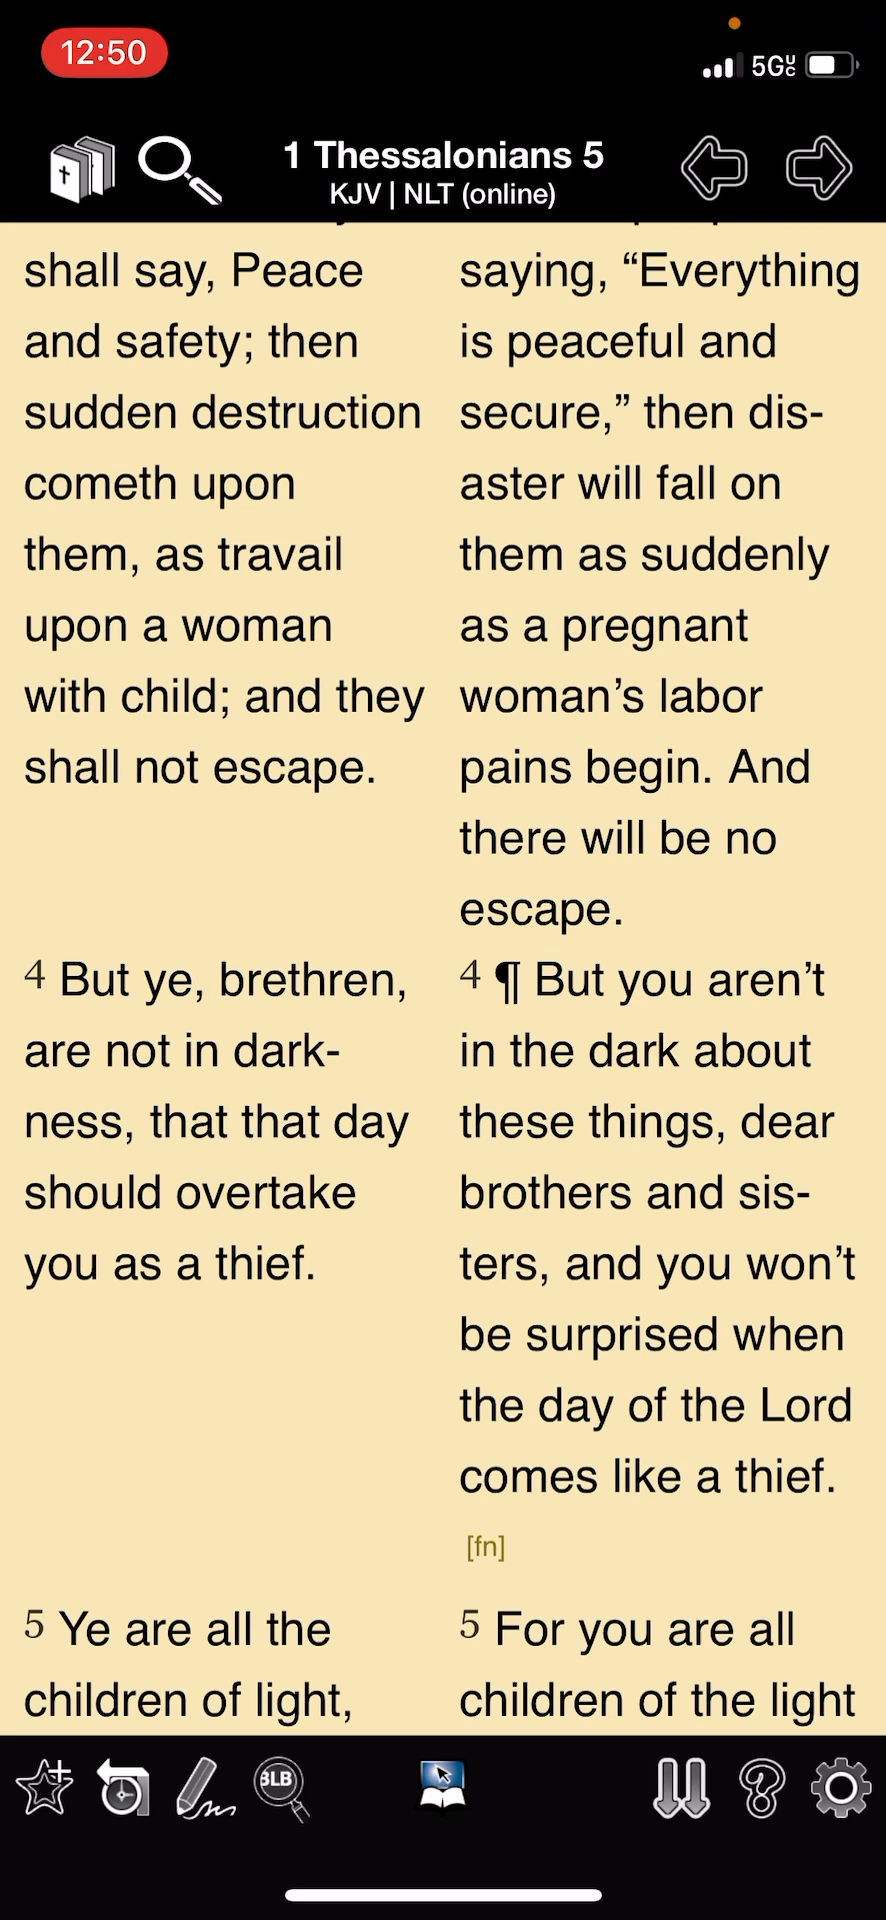 12:50
5GUC
1 Thessalonians 5
KJV | NLT (online)
shall say, Peace
and safety; then
sudden destruction
cometh upon
them, as travail
upon a woman
with child; and they
shall not escape.
4 But ye, brethren,
are not in dark-
ness, that that day
should overtake
you as a thief.
5 Ye are all the
children of light,
saying, “Everything
is peaceful and
secure,” then dis-
aster will fall on
them as suddenly
as a pregnant
woman’s labor
pains begin. And
there will be no
escape.
4 ¶ But you aren’t
in the dark about
these things, dear
brothers and sis-
ters, and you won’t
be surprised when
the day of the Lord
comes like a thief.
[fn]
5 For you are all
children of the light
BLB